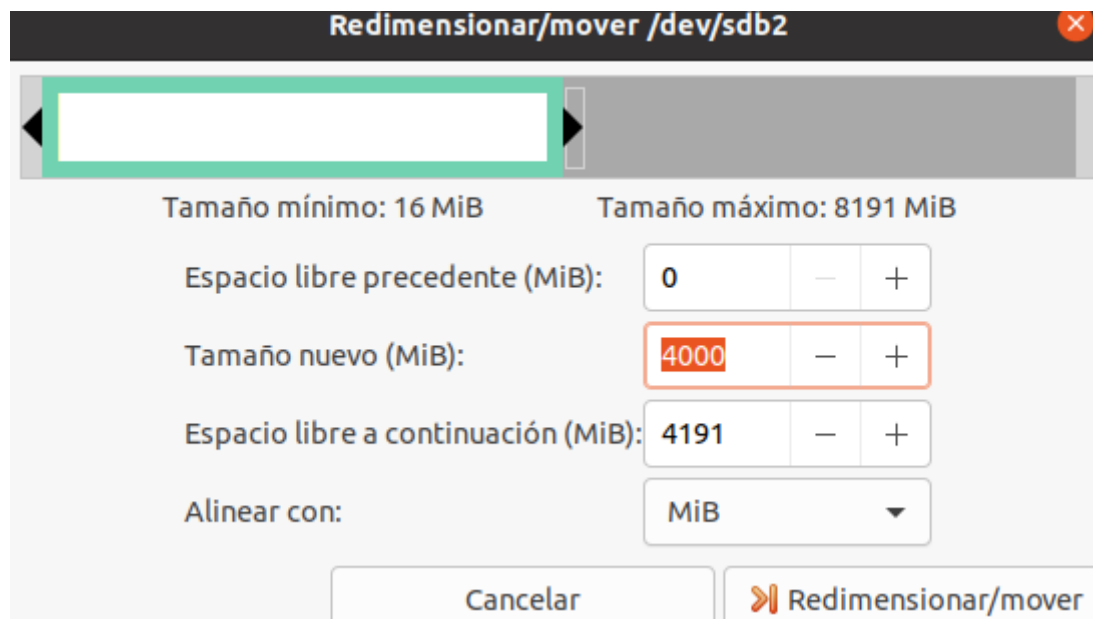 Redimensionar/mover /dev/sdb2
Tamaño mínimo: 16 MiB Tamaño máximo: 8191 MiB
Espacio libre precedente (MiB): 0
Tamaño nuevo (MiB): 4000
Espacio libre a continuación (MiB): 4191
Alinear con: MiB
Cancelar Redimensionar/mover